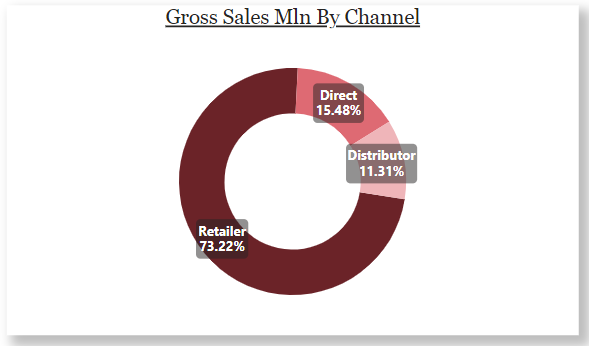 Gross Sales Mln By Channel
Direct
15.48%
Distributor
11.31%
Retailer
73.22%